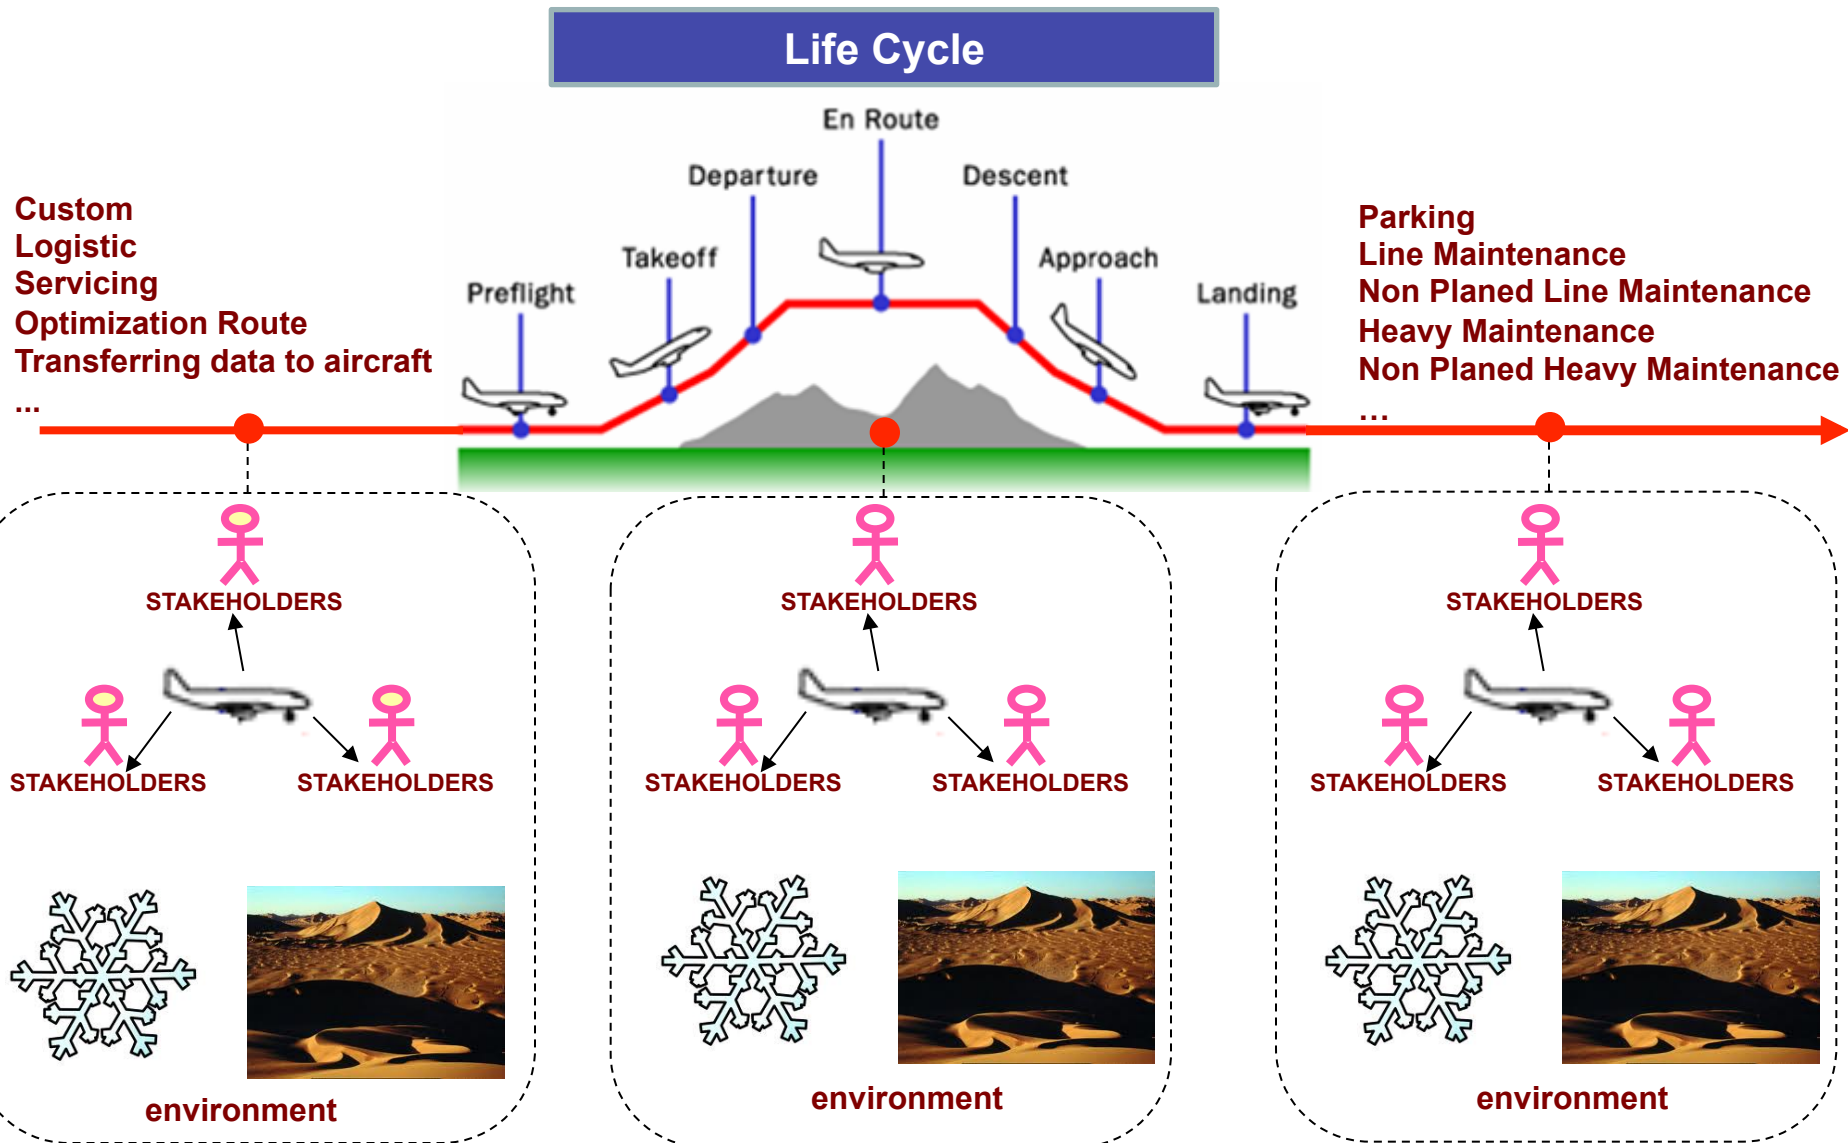 Life Cycle
En Route
Departure
Descent
Takeoff
Approach
Preflight
Landing
Custom
Logistic
Servicing
Optimization Route
Transferring data to aircraft
...
Parking
Line Maintenance
Non Planed Line Maintenance
Heavy Maintenance
Non Planed Heavy Maintenance
...
STAKEHOLDERS
STAKEHOLDERS
STAKEHOLDERS
environment
STAKEHOLDERS
STAKEHOLDERS
STAKEHOLDERS
environment
STAKEHOLDERS
STAKEHOLDERS
STAKEHOLDERS
environment